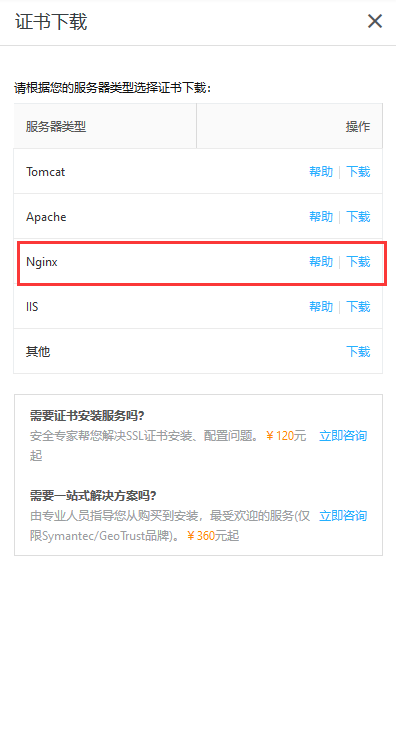 证书下载
请根据您的服务器类型选择证书下载：
服务器类型 操作
Tomcat 帮助 | 下载
Apache 帮助 | 下载
Nginx 帮助 | 下载
IIS 帮助 | 下载
其他 下载
需要证书安装服务吗?
安全专家帮您解决SSL证书安装、配置问题。￥120元 立即咨询
起
需要一站式解决方案吗?
由专业人员指导您从购买到安装，最受欢迎的服务(仅 立即咨询
限Symantec/GeoTrust品牌)。￥360元起